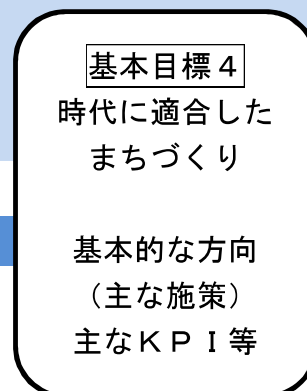 基本目標４
時代に適合した
まちづくり
基本的な方向
（主な施策）
主なＫＰＩ等